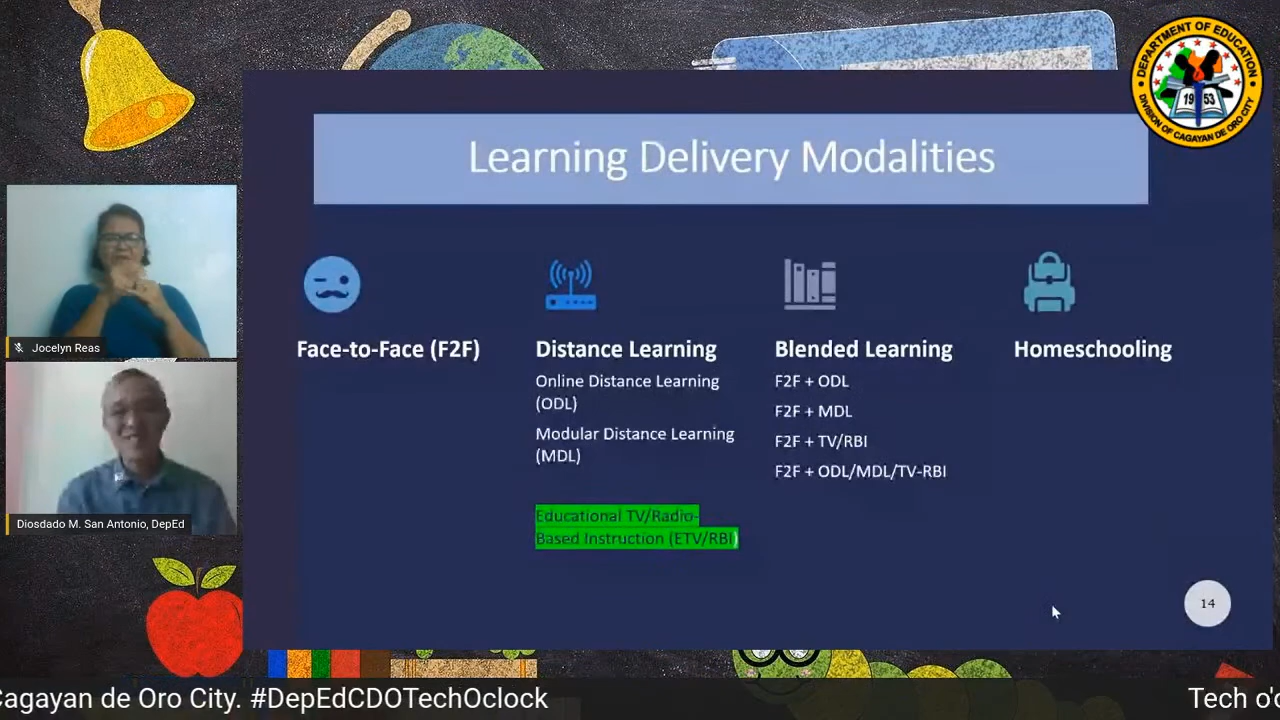 DEPARTMENT OF EDUCATION
1953
DIVISION OF CAGAYAN DE ORO CITY
Learning Delivery Modalities
Face-to-Face (F2F)
Distance Learning
Online Distance Learning
(ODL)
Modular Distance Learning
(MDL)
Educational TV/Radio-
Based Instruction (ETV/RBI)
Blended Learning
F2F + ODL
F2F + MDL
F2F + TV/RBI
F2F + ODL/MDL/TV-RBI
Homeschooling
14
Jocelyn Reas
Diosdado M. San Antonio, DepEd
Cagayan de Oro City. #DepEdCDOTechOclock
Tech o'c